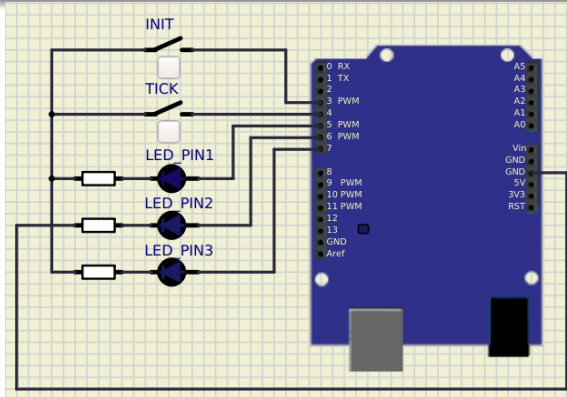 INIT
TICK
LED_PIN1
LED_PIN2
LED_PIN3
0 RX
1 TX
2
3 PWM
4
5 PWM
6 PWM
7
8
9 PWM
10 PWM
11 PWM
12
13
GND
Aref
A5
A4
A3
A2
A1
A0
Vin
GND
GND
5V
3V3
RST